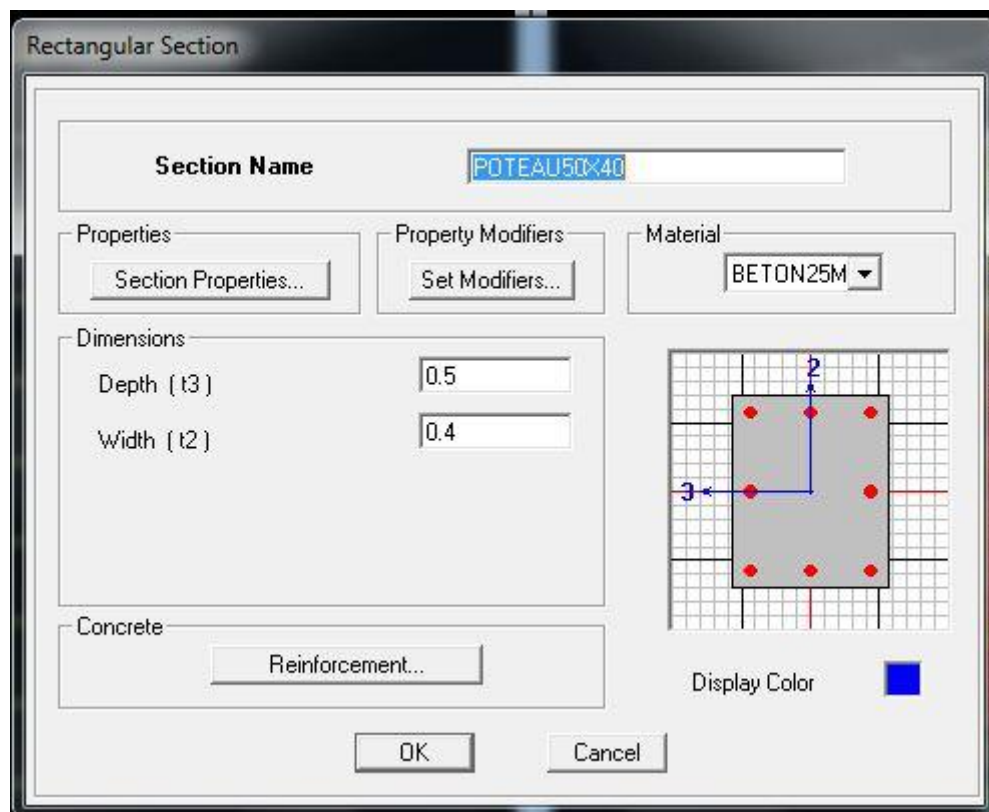 Rectangular Section
Section Name POTEAU50X40
Properties Property Modifiers Material
Section Properties... Set Modifiers... BETON25M
Dimensions
Depth ( t3 ) 0.5
Width ( t2 ) 0.4
2
3
Concrete
Reinforcement...
Display Color
OK Cancel